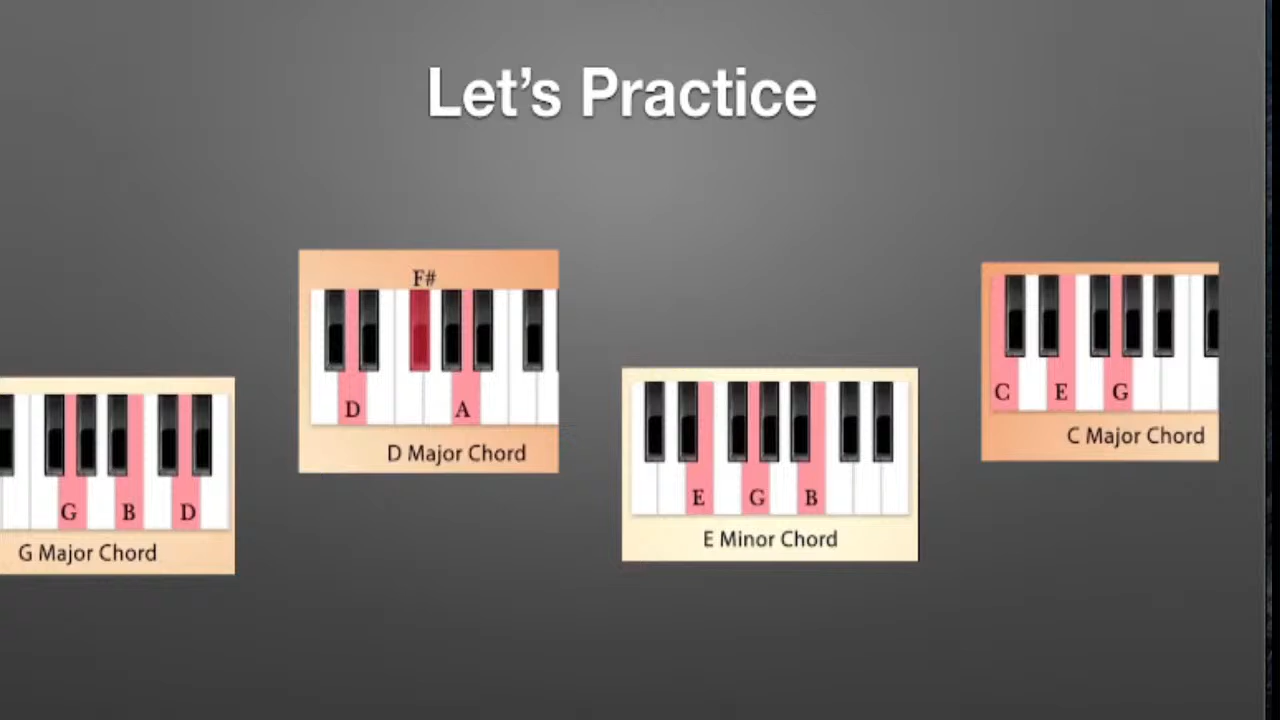 Let's Practice
F#
D A
D Major Chord
C E G
C Major Chord
G B D
G Major Chord
E G B
E Minor Chord